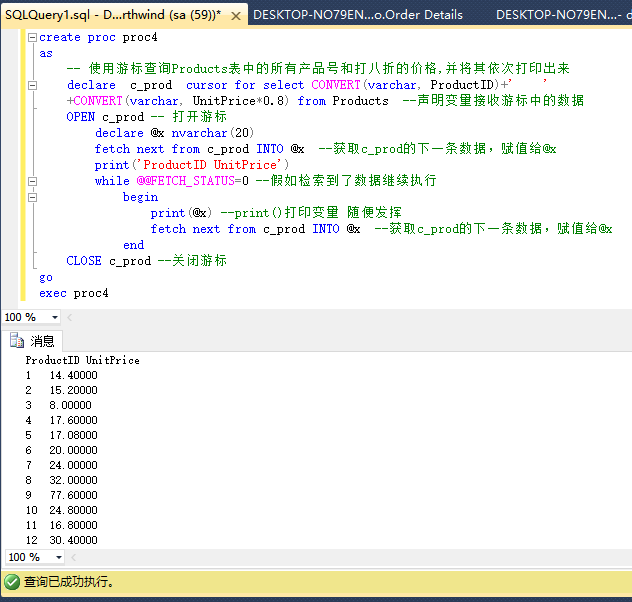 SQLQuery1.sql - D...rthwind (sa (59))* × DESKTOP-NO79EN...o.Order Details DESKTOP-NO79EN...- d
create proc proc4
as
-- 使用游标查询Products表中的所有产品号和打八折的价格,并将其依次打印出来
declare c_prod cursor for select CONVERT(varchar, ProductID)+' '
+CONVERT(varchar, UnitPrice*0.8) from Products --声明变量接收游标中的数据
OPEN c_prod -- 打开游标
declare @x nvarchar(20)
fetch next from c_prod INTO @x --获取c_prod的下一条数据, 赋值给@x
print('ProductID UnitPrice')
while @@FETCH_STATUS=0 --假如检索到了数据继续执行
begin
print(@x) --print()打印变量 随便发挥
fetch next from c_prod INTO @x --获取c_prod的下一条数据, 赋值给@x
end
CLOSE c_prod --关闭游标
go
exec proc4
100 %
消息
ProductID UnitPrice
1 14.40000
2 15.20000
3 8.00000
4 17.60000
5 17.08000
6 20.00000
7 24.00000
8 32.00000
9 77.60000
10 24.80000
11 16.80000
12 30.40000
100 %
查询已成功执行。